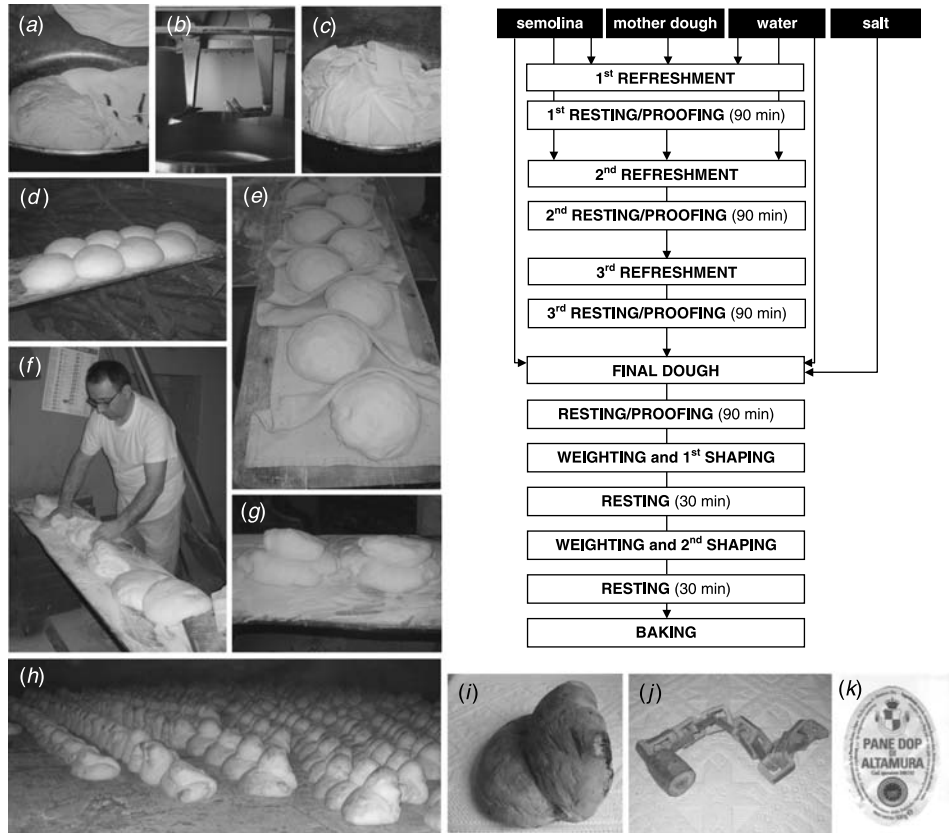 (a)
(b)
(c)
(d)
(e)
(f)
(g)
(h)
(i)
(j)
(k)
PANE DOP
DI
ALTAMURA
semolina
mother dough
water
salt
1st REFRESHMENT
1st RESTING/PROOFING (90 min)
2nd REFRESHMENT
2nd RESTING/PROOFING (90 min)
3rd REFRESHMENT
3rd RESTING/PROOFING (90 min)
FINAL DOUGH
RESTING/PROOFING (90 min)
WEIGHTING and 1st SHAPING
RESTING (30 min)
WEIGHTING and 2nd SHAPING
RESTING (30 min)
BAKING